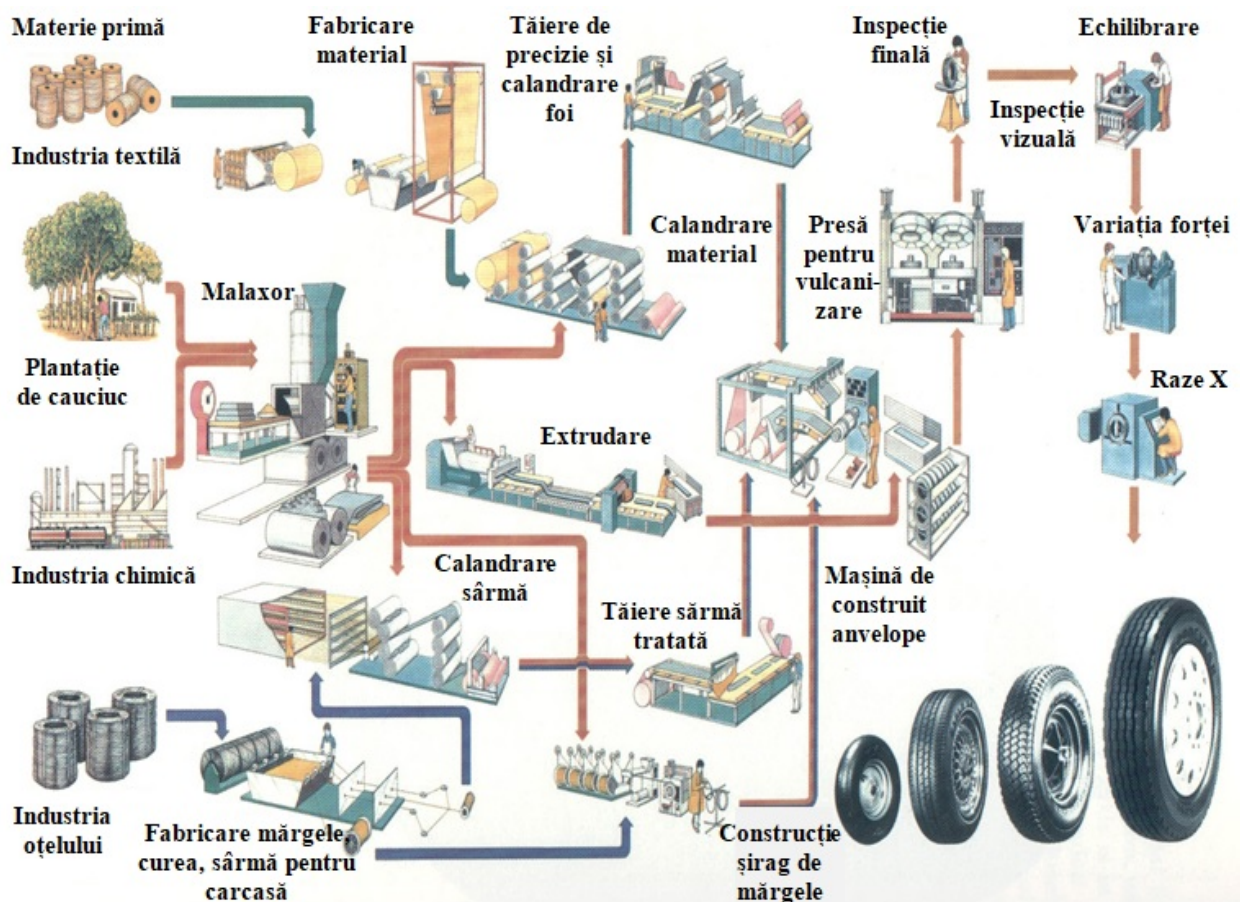 Materie primă
Industria textilă
Plantație
de cauciuc
Industria chimică
Industria
oțelului
Fabricare
material
Malaxor
Tăiere de
precizie și
calandrare
foi
Calandrare
material
Extrudare
Calandrare
sârmă
Tăiere sârmă
tratată
Fabricare mărgele,
curea, sârmă pentru
carcasă
Construcție
șirag de
mărgele
Mașină de
construit
anvelope
Presă
pentru
vulcani-
zare
Inspecție
finală
Inspecție
vizuală
Echilibrare
Variația forței
Raze X